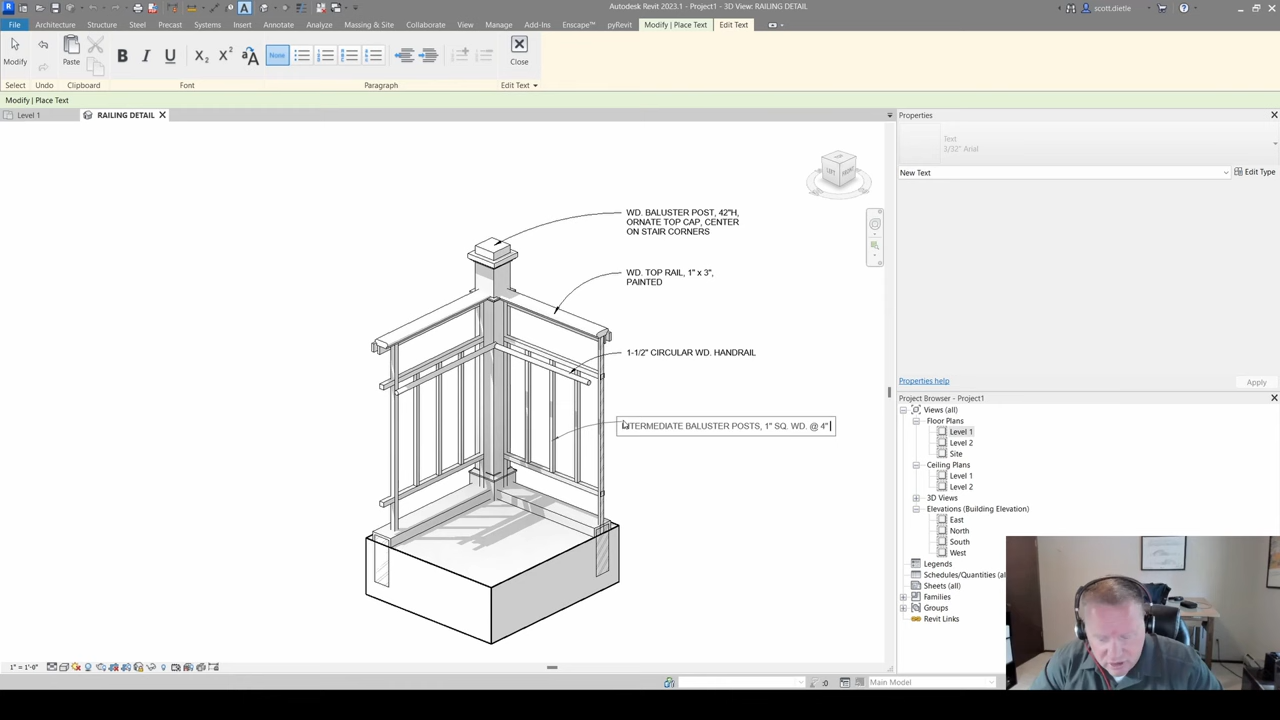 Autodesk Revit 2023.1 - Project1 - 3D View: RAILING DETAIL
scott.dietle
File
Architecture
Structure
Steel
Precast
Systems
Insert
Annotate
Analyze
Massing & Site
Collaborate
View
Manage
Add-Ins
Enscape™
pyRevit
Modify | Place Text
Edit Text
Modify
Paste
None
Close
Select
Undo
Clipboard
Font
Paragraph
Edit Text
Modify | Place Text
Level 1
RAILING DETAIL
WD. BALUSTER POST, 42"H,
ORNATE TOP CAP, CENTER
ON STAIR CORNERS
WD. TOP RAIL, 1" x 3",
PAINTED
1-1/2" CIRCULAR WD. HANDRAIL
INTERMEDIATE BALUSTER POSTS, 1" SQ. WD. @ 4"
Properties
Text
3/32" Arial
New Text
Edit Type
Properties help
Apply
Project Browser - Project1
Views (all)
Floor Plans
Level 1
Level 2
Site
Ceiling Plans
Level 1
Level 2
3D Views
Elevations (Building Elevation)
East
North
South
West
Legends
Schedules/Quantities (al
Sheets (all)
Families
Groups
Revit Links
1" = 1'-0"
:0
Main Model